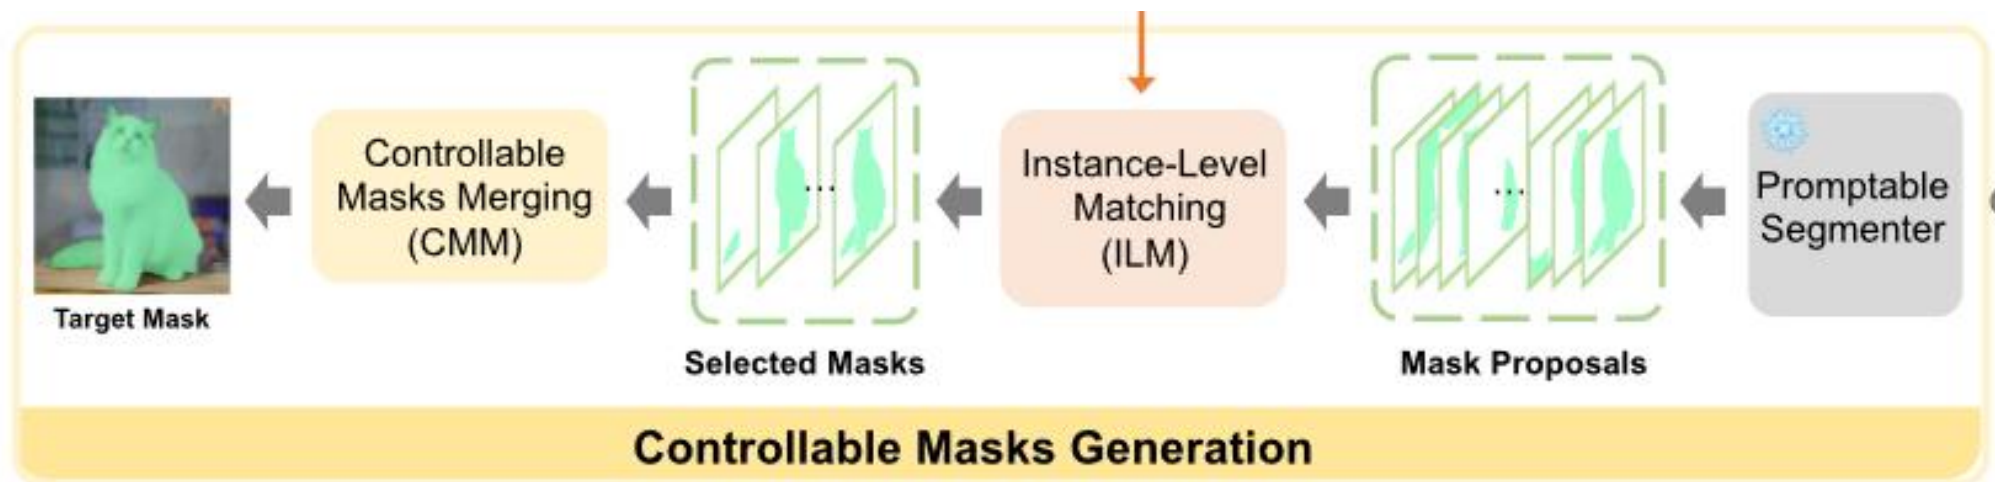 Controllable
Masks Merging
(CMM)
Instance-Level
Matching
(ILM)
...
...
Promptable
Segmenter
Target Mask
Selected Masks
Mask Proposals
Controllable Masks Generation